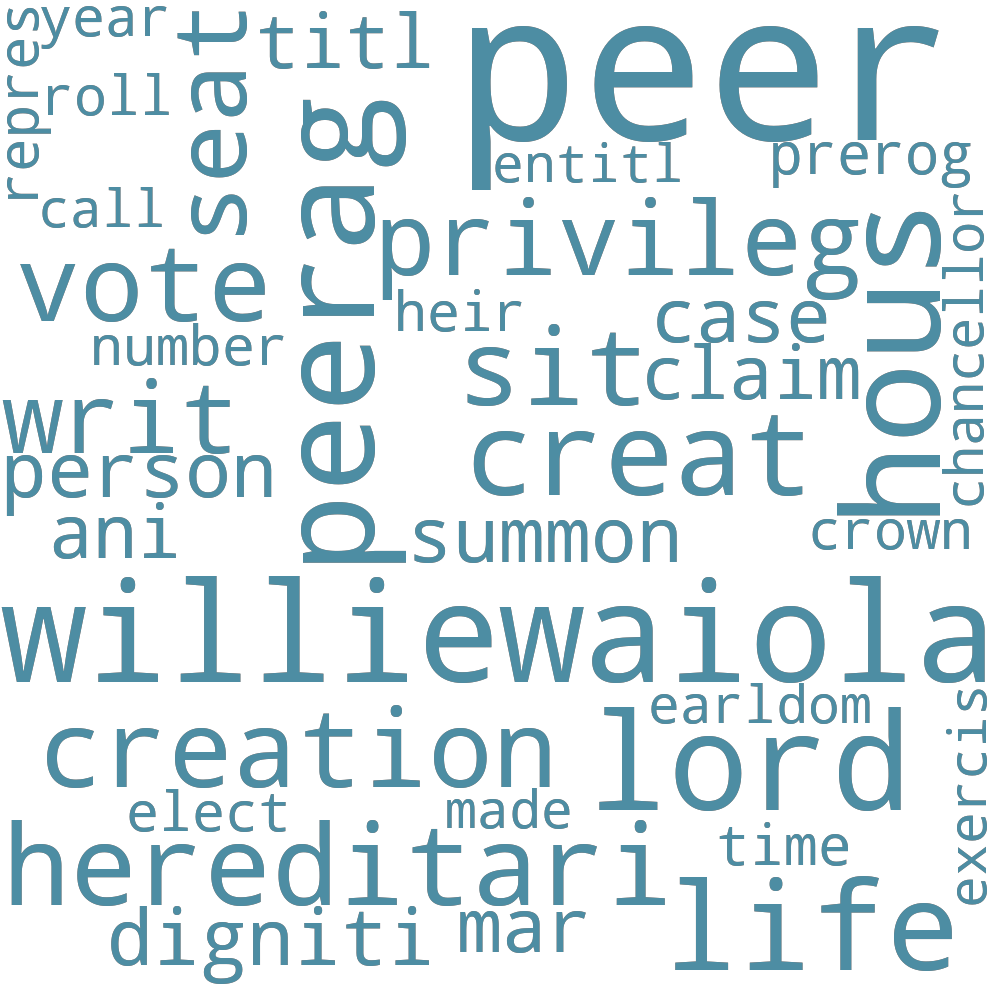 repres
year
seat
titl
peer
roll
peerag
entitl
prerog
call
privileg
hous
chancellor
vote
heir
case
number
sit
claim
writ
creat
person
ani
summon
crown
williewaiola
creation
earldom
lord
exercis
elect
made
hereditari
time
life
digniti
mar